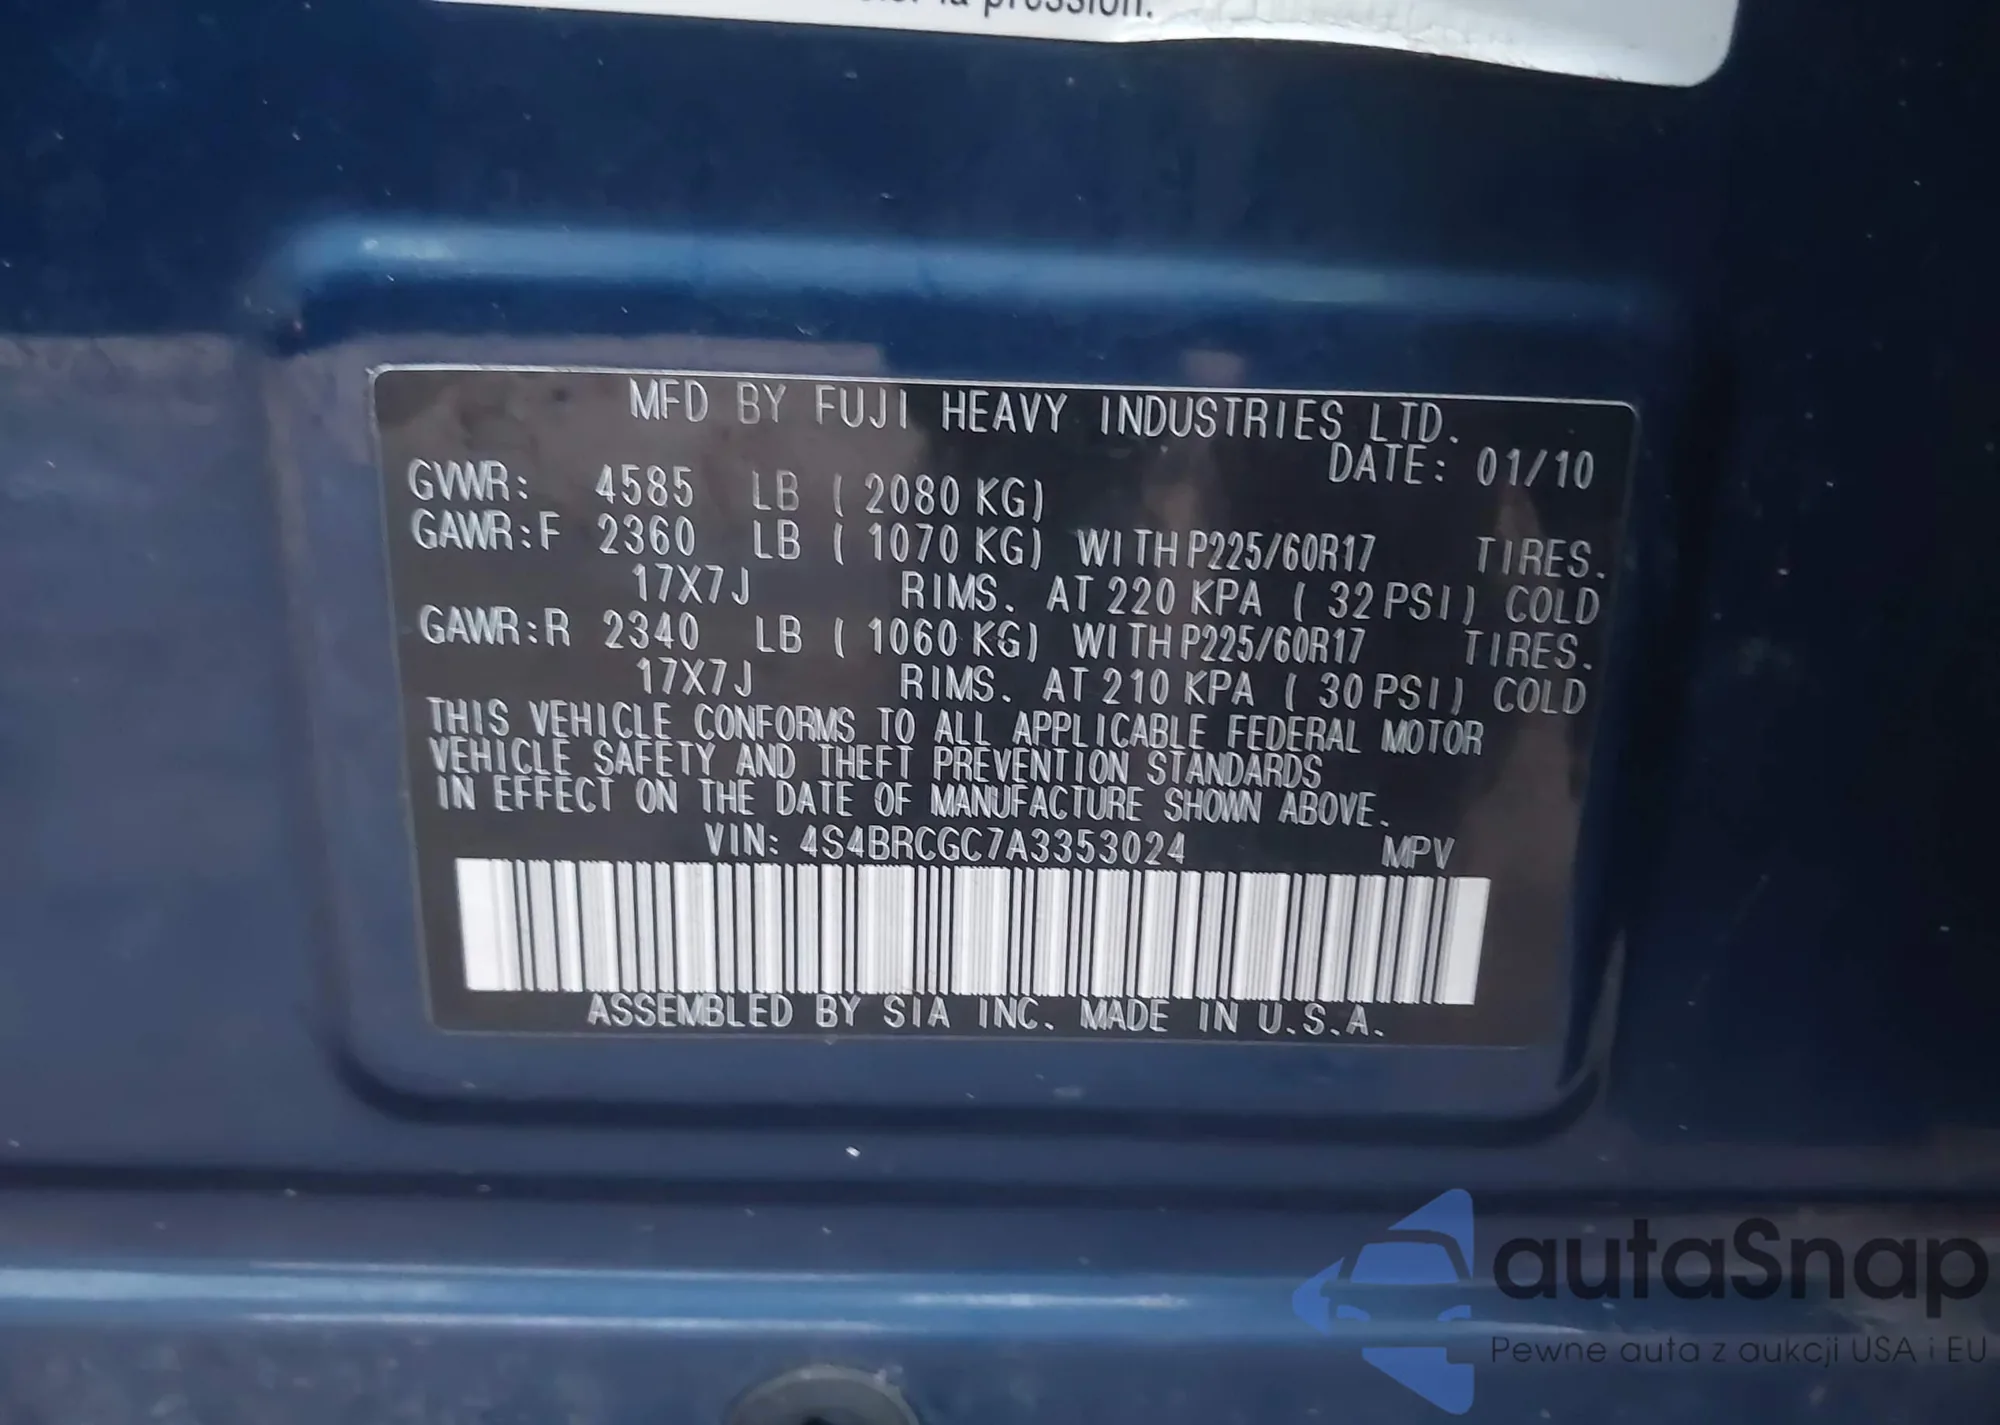 la pression.
MFD BY FUJI HEAVY INDUSTRIES LTD.
DATE: 01/10
GVWR: 4585 LB ( 2080 KG)
GAWR:F 2360 LB ( 1070 KG) WITH P225/60R17 TIRES.
17X7J RIMS. AT 220 KPA ( 32 PSI) COLD
GAWR:R 2340 LB ( 1060 KG) WITH P225/60R17 TIRES.
17X7J RIMS. AT 210 KPA ( 30 PSI) COLD
THIS VEHICLE CONFORMS TO ALL APPLICABLE FEDERAL MOTOR
VEHICLE SAFETY AND THEFT PREVENTION STANDARDS
IN EFFECT ON THE DATE OF MANUFACTURE SHOWN ABOVE.
VIN: 4S4BRCGC7A3353024 MPV
ASSEMBLED BY SIA INC. MADE IN U.S.A.
autaSnap
Pewne auta z aukcji USA i EU